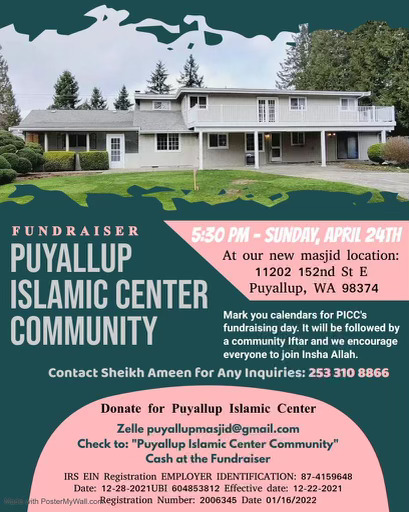 FUNDRAISER
PUYALLUP
ISLAMIC CENTER
COMMUNITY
5:30 PM - SUNDAY, APRIL 24TH
At our new masjid location:
11202 152nd St E
Puyallup, WA 98374
Mark you calendars for PICC's
fundraising day. It will be followed by
a community Iftar and we encourage
everyone to join Insha Allah.
Contact Sheikh Ameen For Any Inquiries: 253 310 8866
Donate for Puyallup Islamic Center
Zelle puyallupmasjid@gmail.com
Check to: "Puyallup Islamic Center Community"
Cash at the Fundraiser
IRS EIN Registration EMPLOYER IDENTIFICATION: 87-4159648
Date: 12-28-2021UBI 604853812 Effective date: 12-22-2021
Registration Number: 2006345 Date 01/16/2022
with PosterMyWall.com